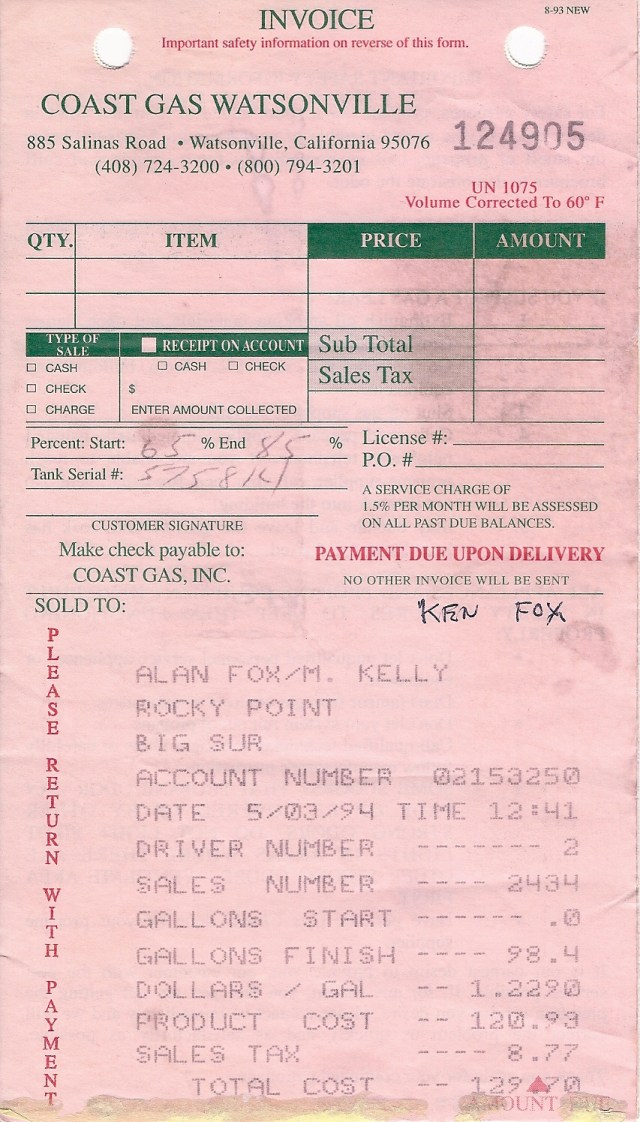 8-93 NEW
INVOICE
Important safety information on reverse of this form.
COAST GAS WATSONVILLE
885 Salinas Road • Watsonville, California 95076
124905
(408) 724-3200 • (800) 794-3201
UN 1075
Volume Corrected To 60° F
QTY. ITEM PRICE AMOUNT
TYPE OF SALE
RECEIPT ON ACCOUNT
Sub Total
☐ CASH
☐ CASH ☐ CHECK
Sales Tax
☐ CHECK
$
☐ CHARGE
ENTER AMOUNT COLLECTED
Percent: Start: 65 % End 85 %
License #:
P.O. #
Tank Serial #: 575814
A SERVICE CHARGE OF
1.5% PER MONTH WILL BE ASSESSED
ON ALL PAST DUE BALANCES.
CUSTOMER SIGNATURE
Make check payable to:
COAST GAS, INC.
PAYMENT DUE UPON DELIVERY
NO OTHER INVOICE WILL BE SENT
SOLD TO:
KEN FOX
PLEASE RETURN WITH PAYMENT
ALAN FOX/M. KELLY
ROCKY POINT
BIG SUR
ACCOUNT NUMBER 02153250
DATE 5/03/94 TIME 12:41
DRIVER NUMBER ------- 2
SALES NUMBER ---- 2434
GALLONS START ------ .0
GALLONS FINISH ---- 98.4
DOLLARS / GAL -- 1.2290
PRODUCT COST -- 120.93
SALES TAX ---- 8.77
TOTAL COST -- 129.70
AMOUNT DUE